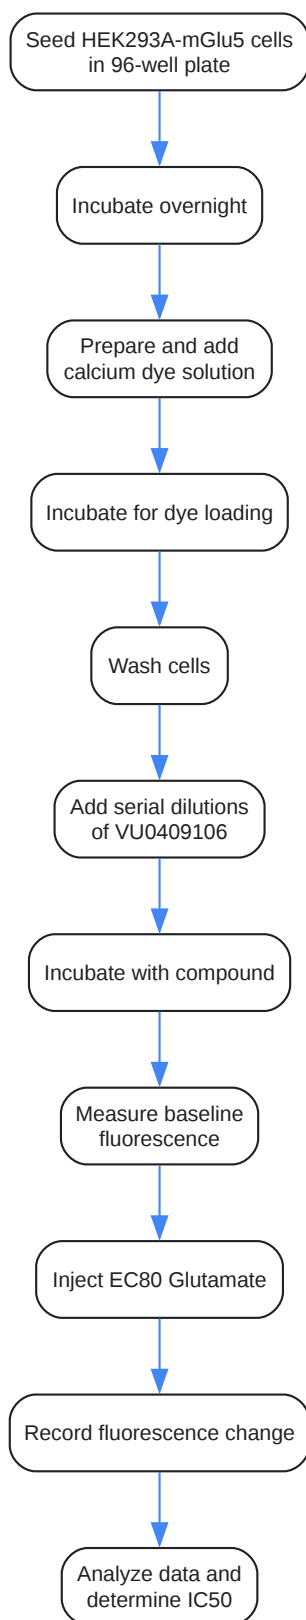 Seed HEK293A-mGlu5 cells
in 96-well plate
Incubate overnight
Prepare and add
calcium dye solution
Incubate for dye loading
Wash cells
Add serial dilutions
of VU0409106
Incubate with compound
Measure baseline
fluorescence
Inject EC80 Glutamate
Record fluorescence change
Analyze data and
determine IC50